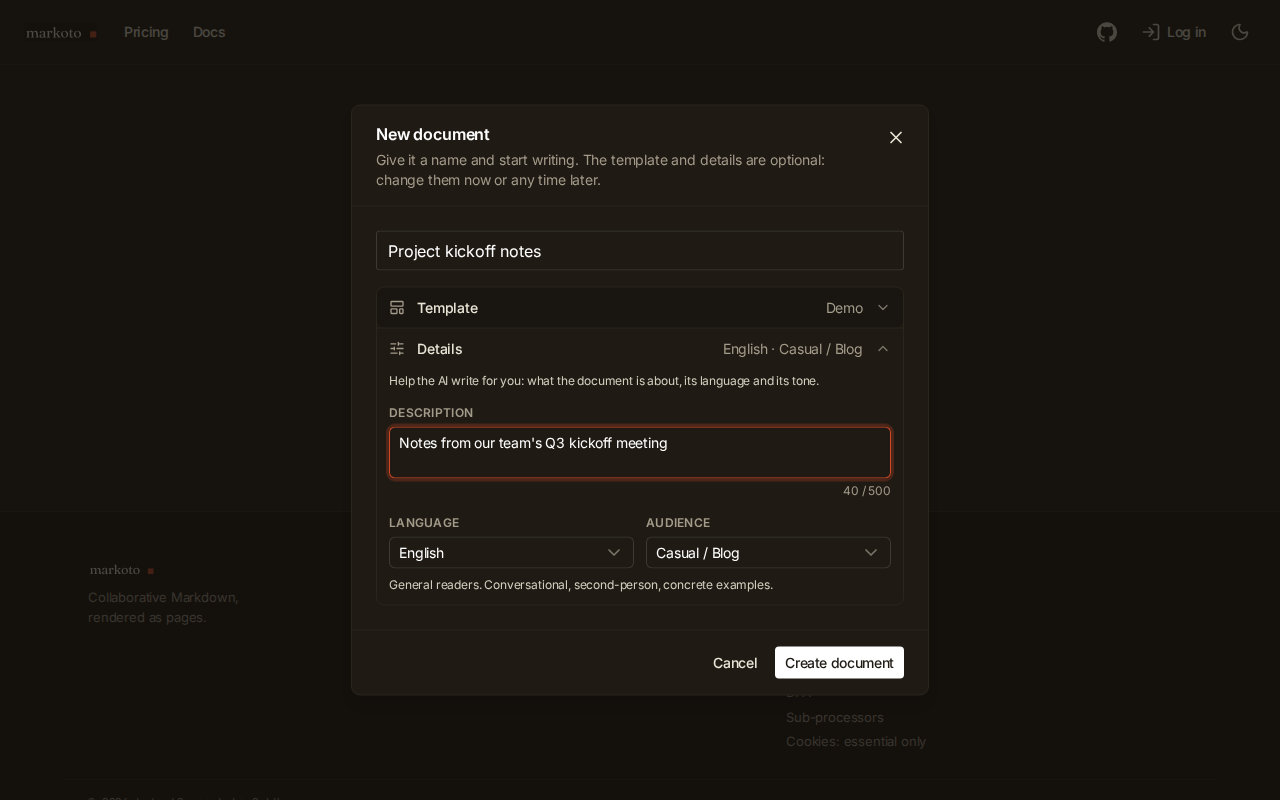 markoto
Pricing
Docs
Log in
New document
Give it a name and start writing. The template and details are optional:
change them now or any time later.
Project kickoff notes
Template
Demo
Details
English · Casual / Blog
Help the AI write for you: what the document is about, its language and its tone.
DESCRIPTION
Notes from our team's Q3 kickoff meeting
40 / 500
LANGUAGE
AUDIENCE
English
Casual / Blog
General readers. Conversational, second-person, concrete examples.
Cancel
Create document
markoto
Collaborative Markdown,
rendered as pages.
Sub-processors
Cookies: essential only